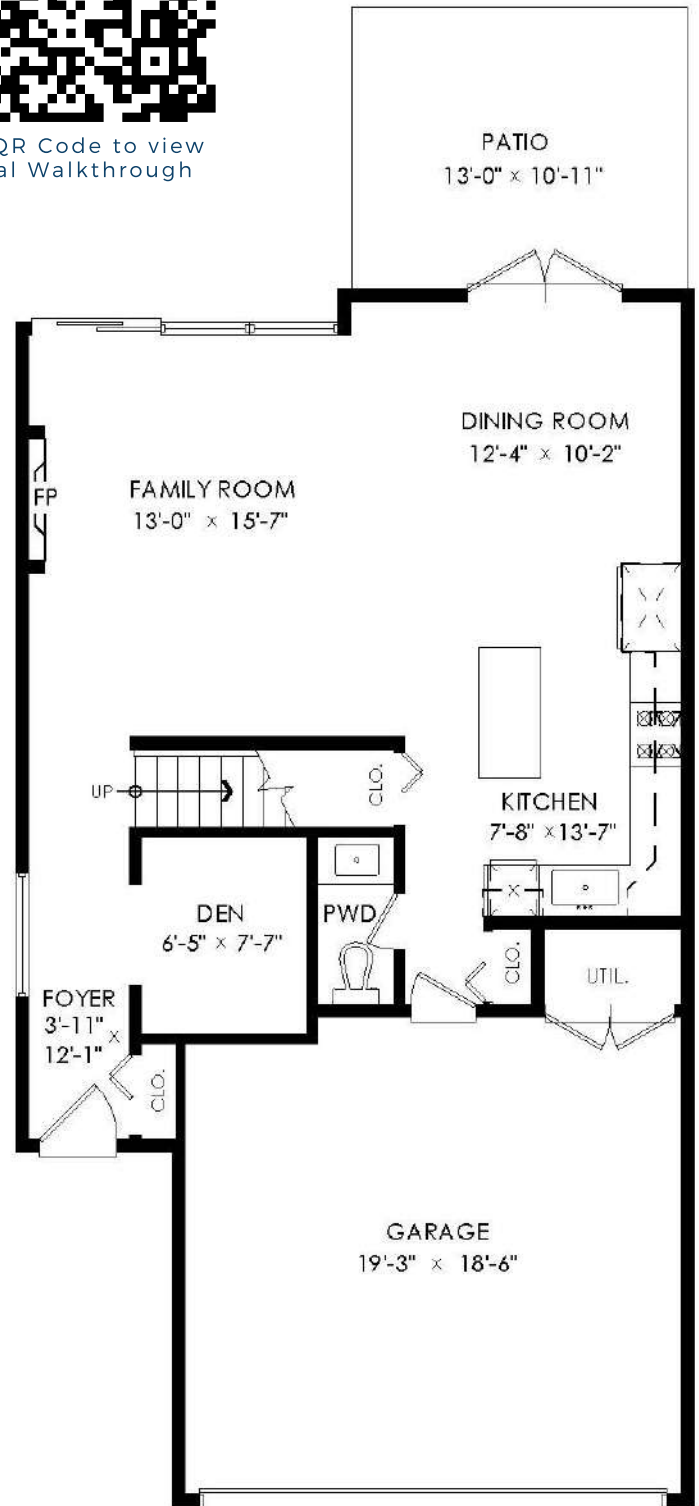 QR Code to view
al Walkthrough
PATIO
13'-0" × 10'-11"
DINING ROOM
12'-4" × 10'-2"
FAMILY ROOM
13'-0" × 15'-7"
FP
UP
CLO.
KITCHEN
7'-8" ×13'-7"
DEN
6'-5" × 7'-7"
PWD
CLO.
UTIL.
FOYER
3'-11" ×
12'-1"
CLO.
GARAGE
19'-3" × 18'-6"